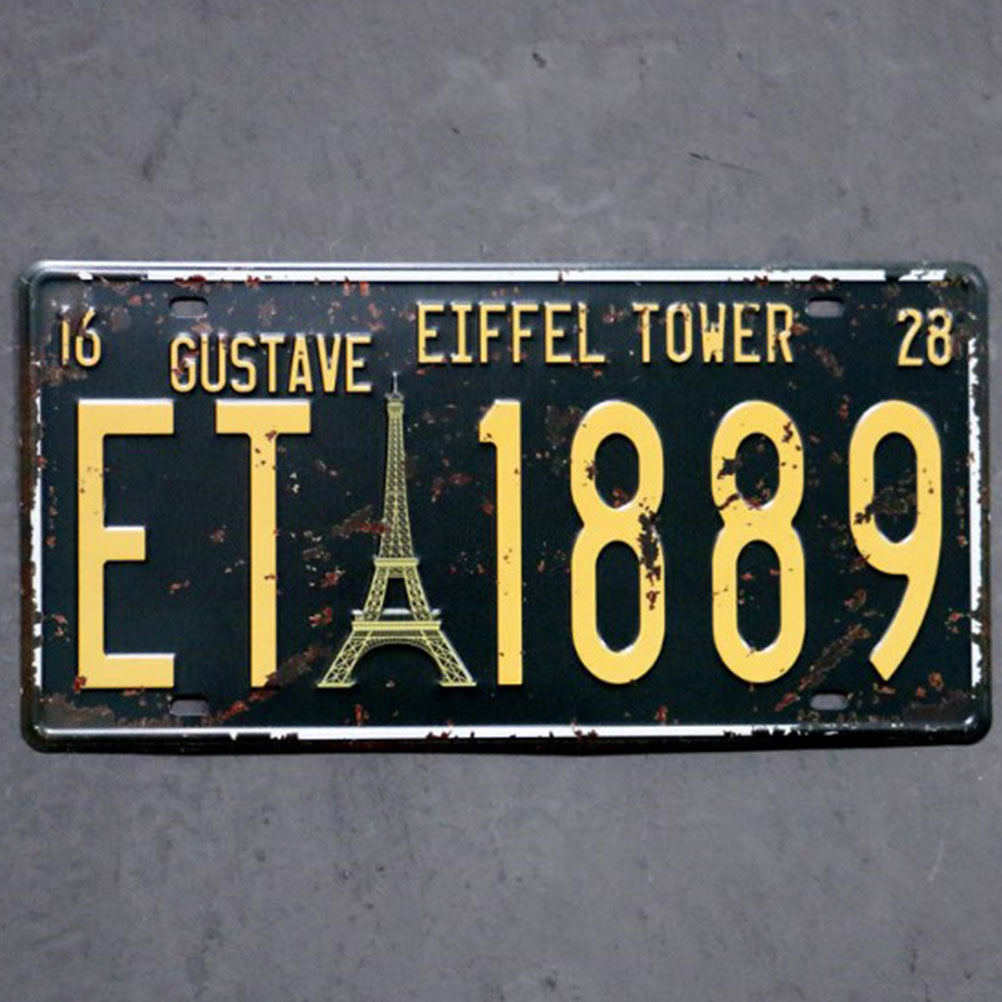 16 GUSTAVE EIFFEL TOWER 28
ET 1889